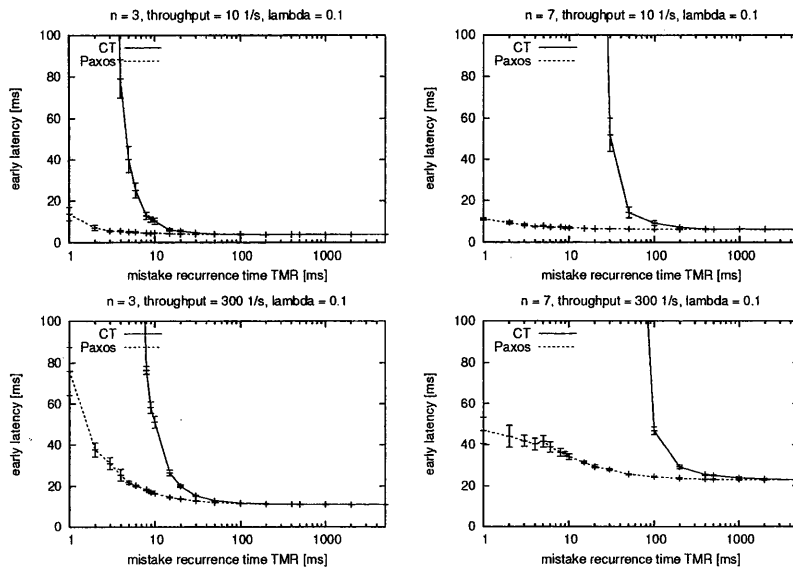 n = 3, throughput = 10 1/s, lambda = 0.1
CT
Paxos
100
80
60
40
20
0
early latency [ms]
1
10
100
1000
mistake recurrence time TMR [ms]
n = 7, throughput = 10 1/s, lambda = 0.1
CT
Paxos
100
80
60
40
20
0
early latency [ms]
1
10
100
1000
mistake recurrence time TMR [ms]
n = 3, throughput = 300 1/s, lambda = 0.1
CT
Paxos
100
80
60
40
20
0
early latency [ms]
1
10
100
1000
mistake recurrence time TMR [ms]
n = 7, throughput = 300 1/s, lambda = 0.1
CT
Paxos
100
80
60
40
20
0
early latency [ms]
1
10
100
1000
mistake recurrence time TMR [ms]